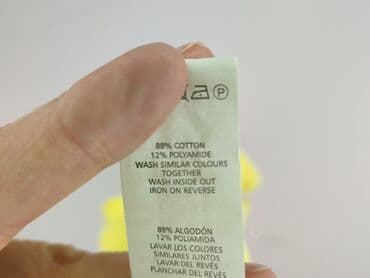 P
88% COTTON
12% POLYAMIDE
WASH SIMILAR COLOURS
TOGETHER
WASH INSIDE OUT
IRON ON REVERSE
88% ALGODÓN
12% POLIAMIDA
LAVAR LOS COLORES
SIMILARES JUNTOS
LAVAR DEL REVÉS
PLANCHAR DEL REVÉS